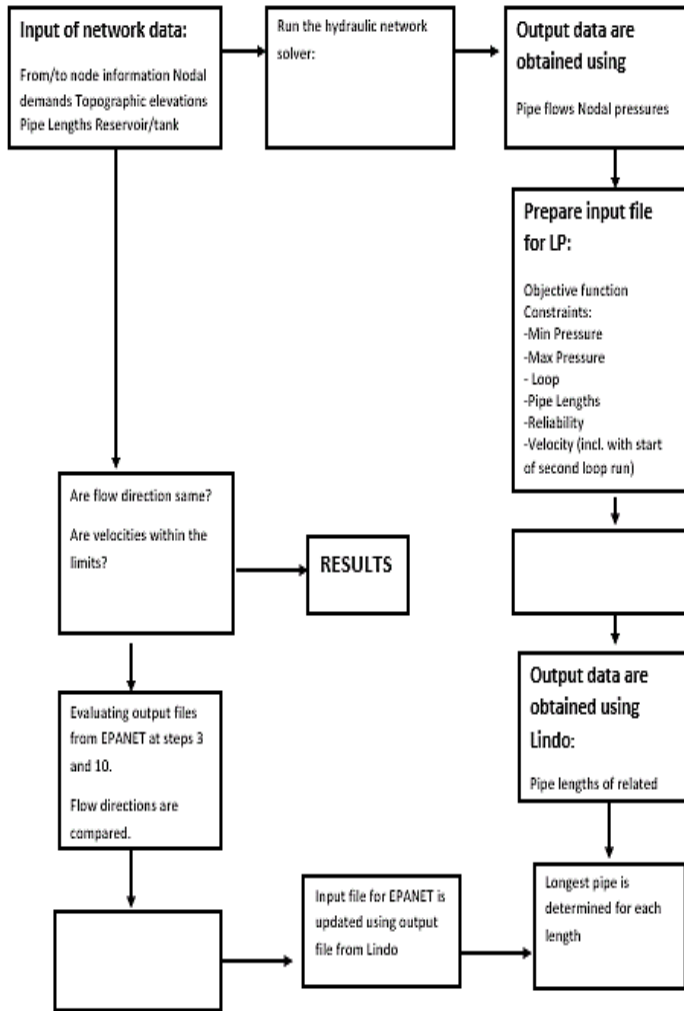 Input of network data:
From/to node information Nodal
demands Topographic elevations
Pipe Lengths Reservoir/tank
Run the hydraulic network
solver:
Output data are
obtained using
Pipe flows Nodal pressures
Prepare input file
for LP:
Objective function
Constraints:
-Min Pressure
-Max Pressure
- Loop
-Pipe Lengths
-Reliability
-Velocity (incl. with start
of second loop run)
Are flow direction same?
Are velocities within the
limits?
RESULTS
Output data are
obtained using
Lindo:
Pipe lengths of related
Evaluating output files
from EPANET at steps 3
and 10.
Flow directions are
compared.
Input file for EPANET is
updated using output
file from Lindo
Longest pipe is
determined for each
length